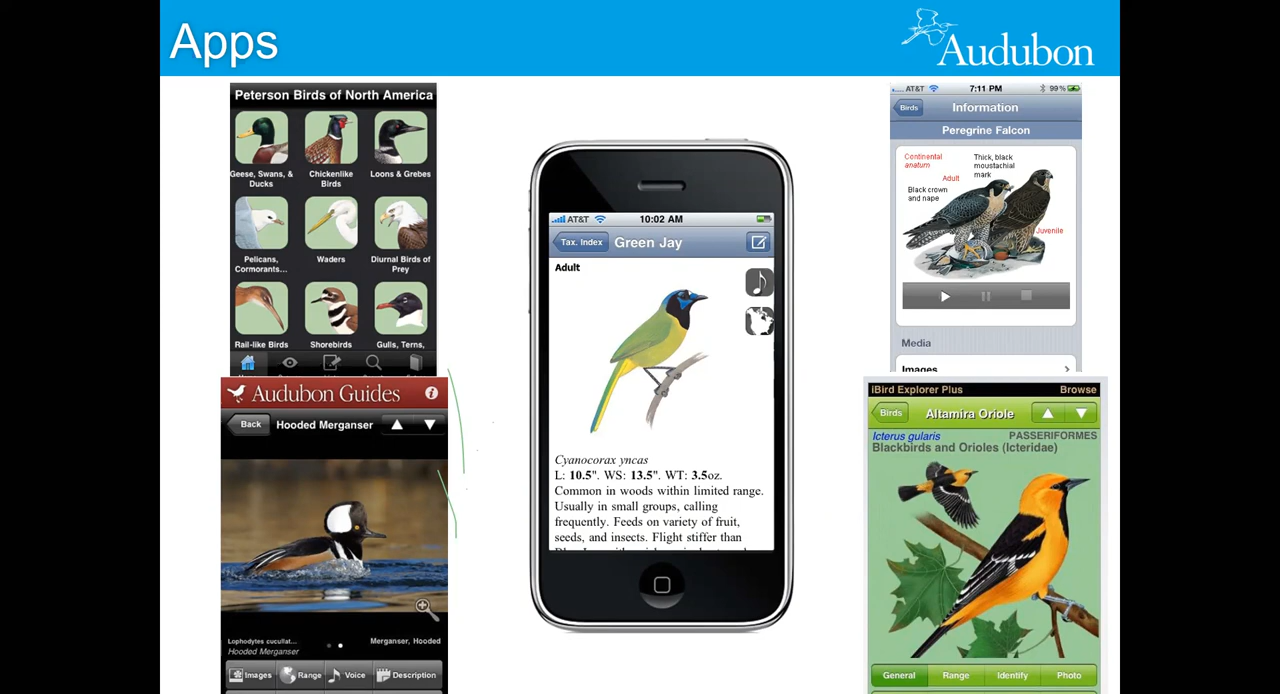 Apps
Audubon
Peterson Birds of North America
Geese, Swans, &
Ducks
Chickenlike
Birds
Loons & Grebes
Pelicans,
Cormorants...
Waders
Diurnal Birds of
Prey
Rail-like Birds
Shorebirds
Gulls, Terns,
Audubon Guides
i
Back
Hooded Merganser
Lophodytes cucullat...
Hooded Merganser
Merganser, Hooded
Images
Range
Voice
Description
AT&T
10:02 AM
Tax. Index
Green Jay
Adult
Cyanocorax yncas
L: 10.5". WS: 13.5". WT: 3.5oz.
Common in woods within limited range.
Usually in small groups, calling
frequently. Feeds on variety of fruit,
seeds, and insects. Flight stiffer than
AT&T
7:11 PM
99%
Birds
Information
Peregrine Falcon
Continental
anatum
Adult
Thick, black
moustachial
mark
Black crown
and nape
Juvenile
Media
Images
iBird Explorer Plus
Browse
Birds
Altamira Oriole
Icterus gularis
PASSERIFORMES
Blackbirds and Orioles (Icteridae)
General
Range
Identify
Photo